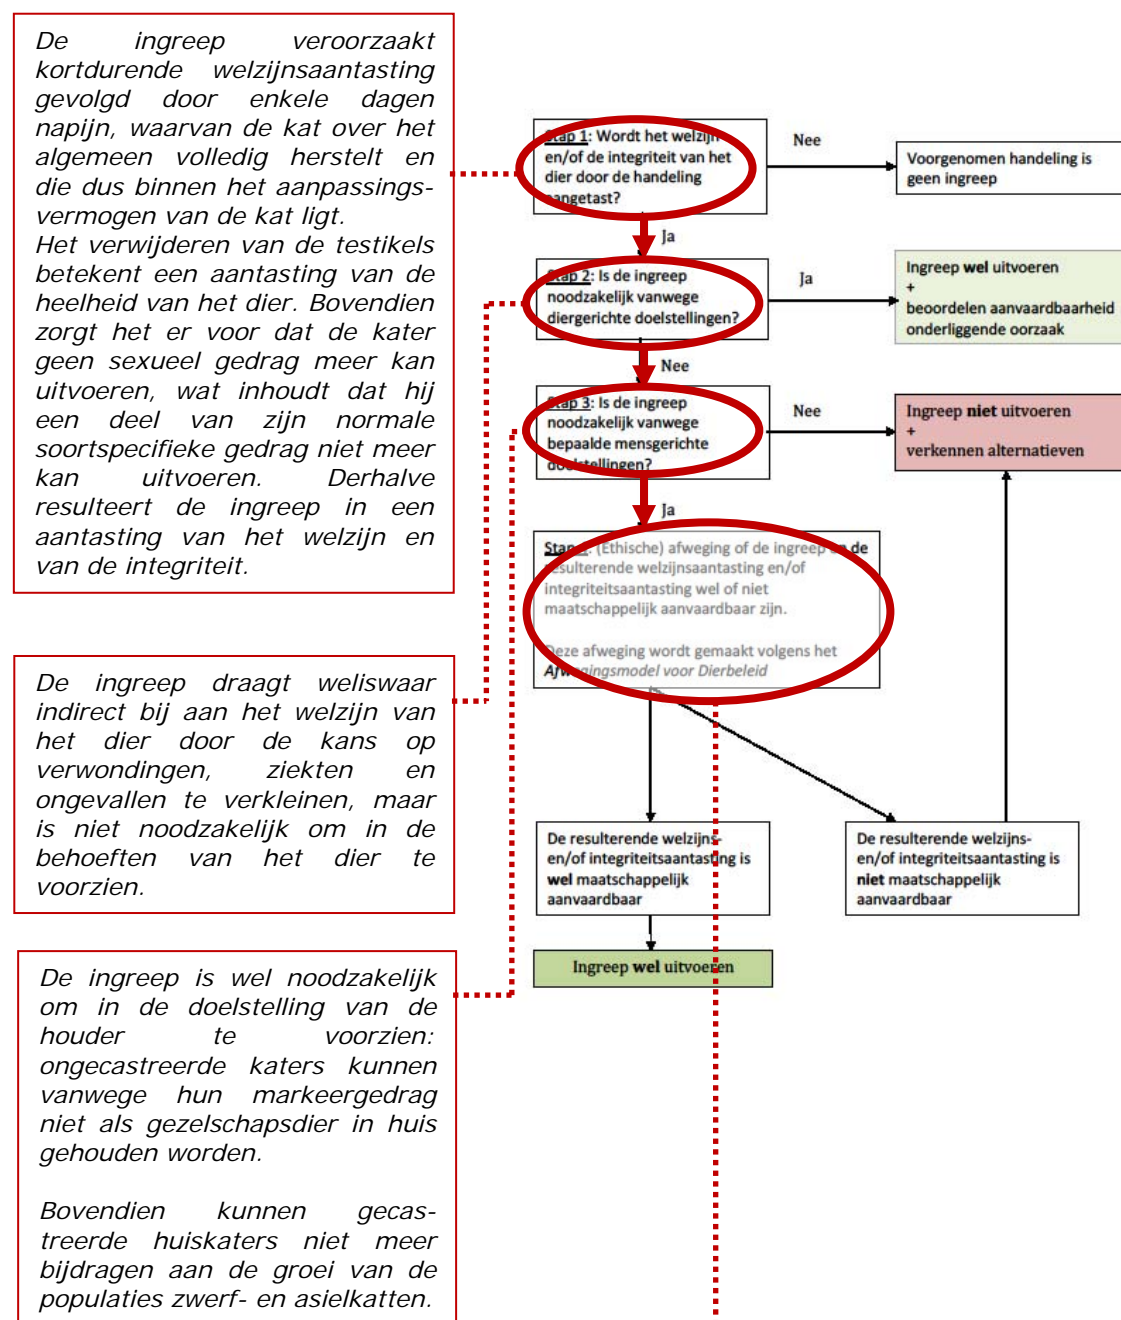 De ingreep veroorzaakt
kortdurende welzijnsaantasting
gevolgd door enkele dagen
napijn, waarvan de kat over het
algemeen volledig herstelt en
die dus binnen het aanpassings-
vermogen van de kat ligt.
Het verwijderen van de testikels
betekent een aantasting van de
heelheid van het dier. Bovendien
zorgt het er voor dat de kater
geen sexueel gedrag meer kan
uitvoeren, wat inhoudt dat hij
een deel van zijn normale
soortspecifieke gedrag niet meer
kan uitvoeren. Derhalve
resulteert de ingreep in een
aantasting van het welzijn en
van de integriteit.
De ingreep draagt weliswaar
indirect bij aan het welzijn van
het dier door de kans op
verwondingen, ziekten en
ongevallen te verkleinen, maar
is niet noodzakelijk om in de
behoeften van het dier te
voorzien.
De ingreep is wel noodzakelijk
om in de doelstelling van de
houder te voorzien:
ongecastreerde katers kunnen
vanwege hun markeergedrag
niet als gezelschapsdier in huis
gehouden worden.
Bovendien kunnen gecas-
treerde huiskaters niet meer
bijdragen aan de groei van de
populaties zwerf- en asielkatten.
Stap 1: Wordt het welzijn
en/of de integriteit van het
dier door de handeling
aangetast?
Nee
Voorgenomen handeling is
geen ingreep
Ja
Stap 2: Is de ingreep
noodzakelijk vanwege
diergerichte doelstellingen?
Ja
Ingreep wel uitvoeren
+
beoordelen aanvaardbaarheid
onderliggende oorzaak
Nee
Stap 3: Is de ingreep
noodzakelijk vanwege
bepaalde mensgerichte
doelstellingen?
Nee
Ingreep niet uitvoeren
+
verkennen alternatieven
Ja
Stap : (Ethische) afweging of de ingreep en de
resulterende welzijnsaantasting en/of
integriteitsaantasting wel of niet
maatschappelijk aanvaardbaar zijn.
Deze afweging wordt gemaakt volgens het
Afwegingsmodel voor Dierbeleid
De resulterende welzijns-
en/of integriteitsaantasting is
wel maatschappelijk
aanvaardbaar
De resulterende welzijns-
en/of integriteitsaantasting is
niet maatschappelijk
aanvaardbaar
Ingreep wel uitvoeren